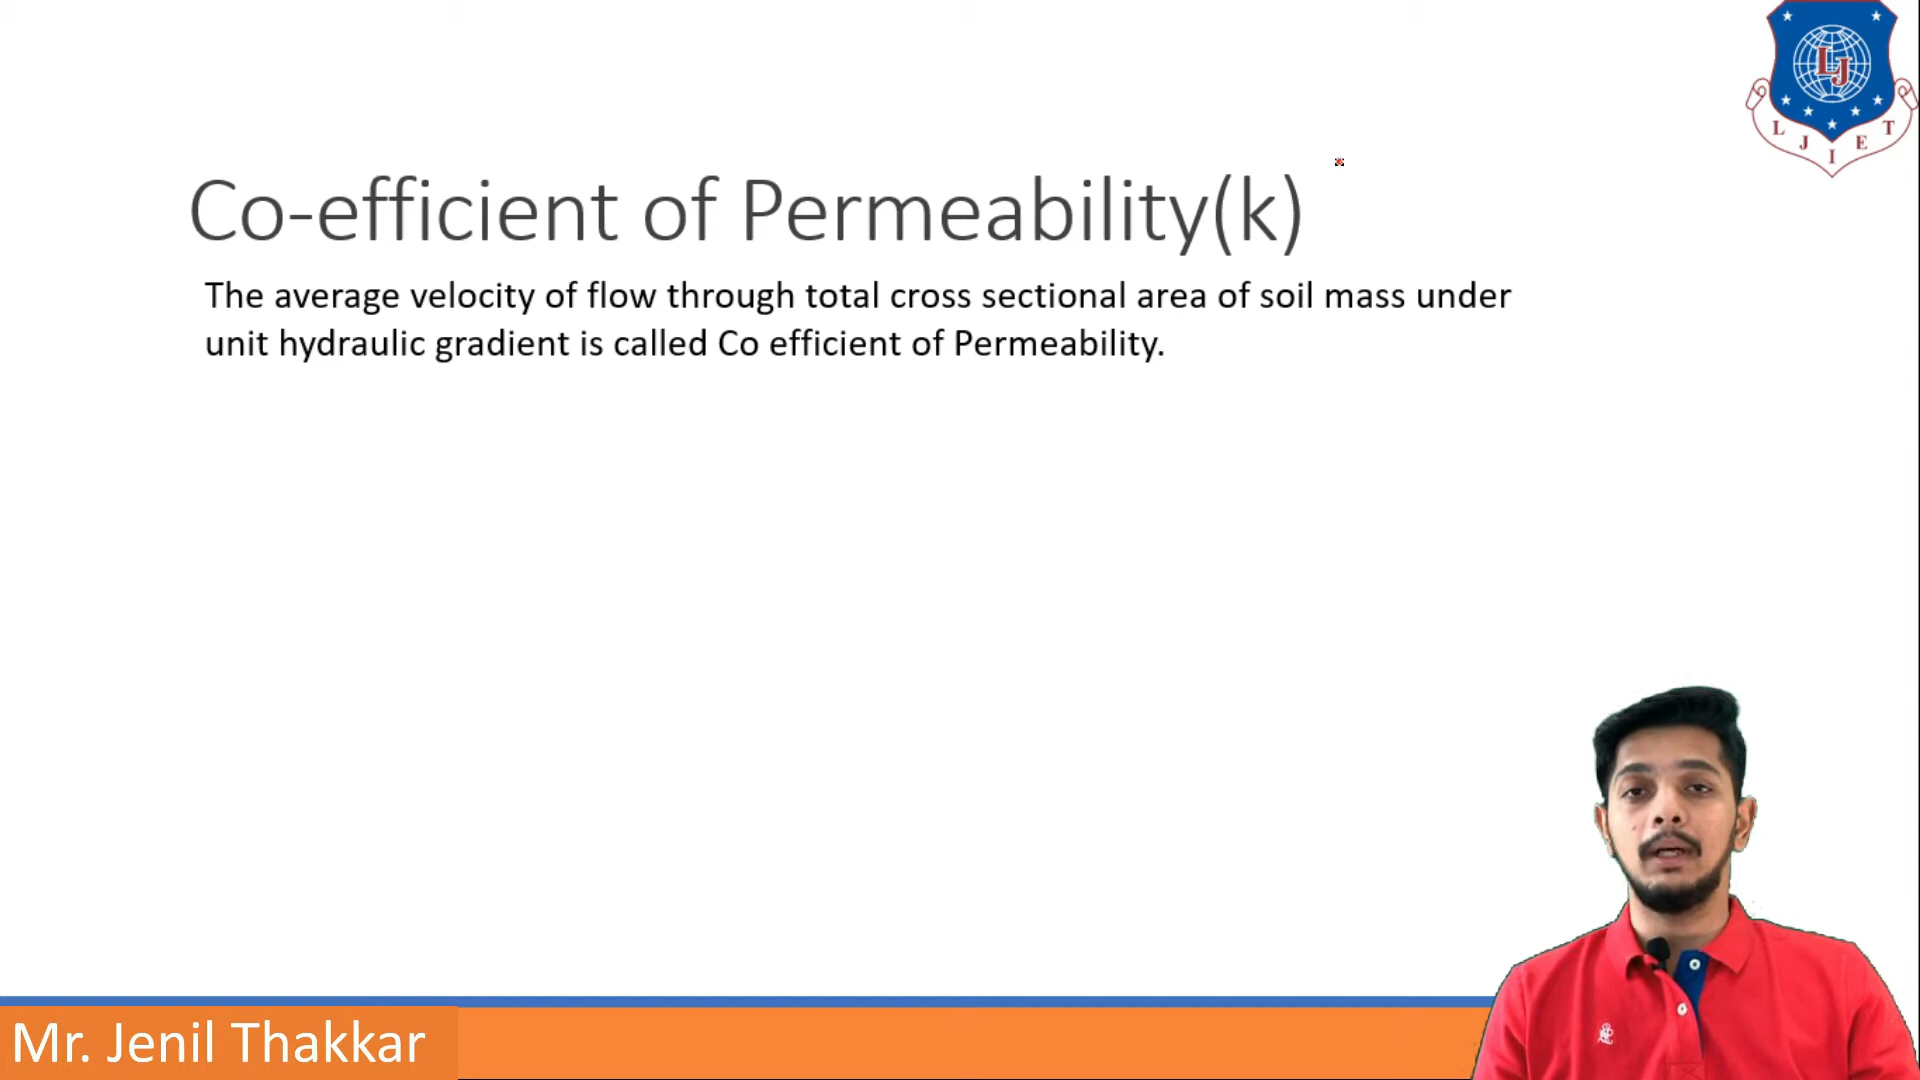 LJ
L J I E T
Co-efficient of Permeability(k)
The average velocity of flow through total cross sectional area of soil mass under
unit hydraulic gradient is called Co efficient of Permeability.
Mr. Jenil Thakkar